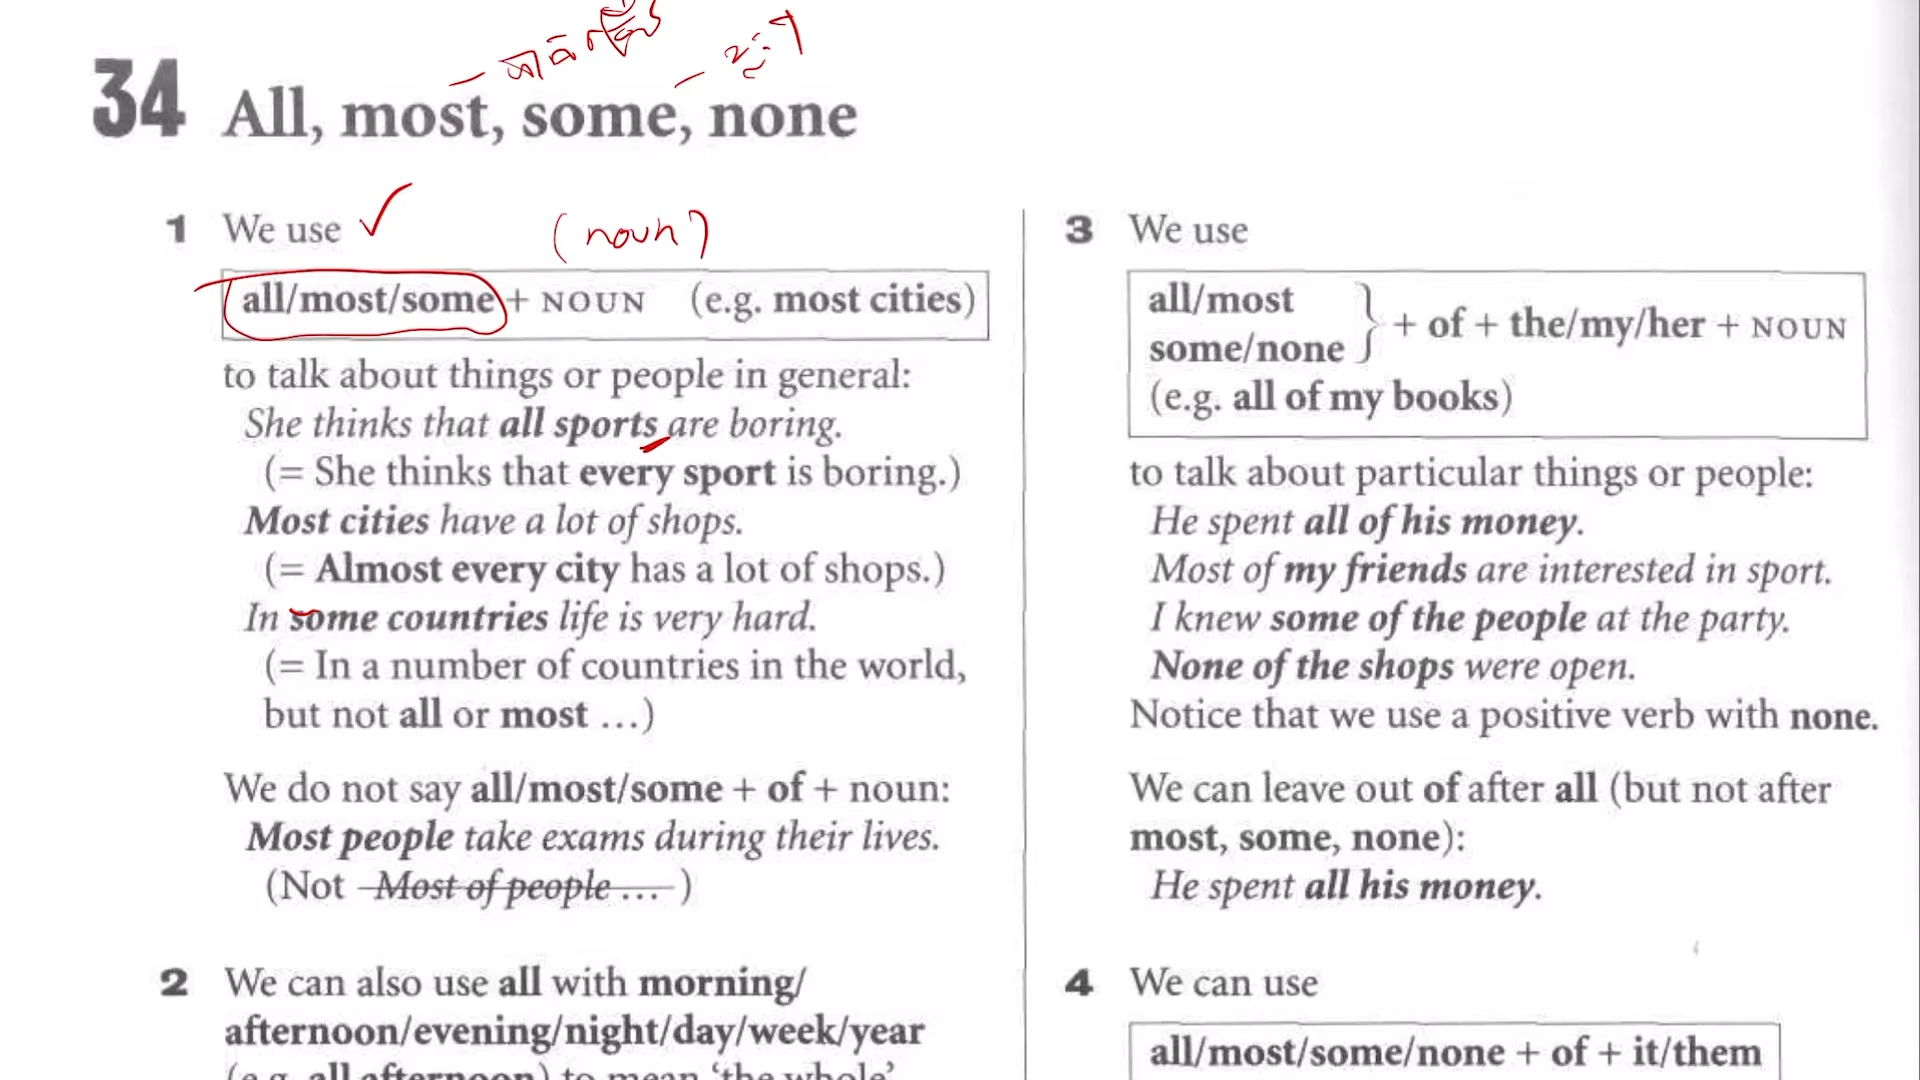 34 All, most, some, none
1 We use
(noun)
all/most/some + NOUN (e.g. most cities)
to talk about things or people in general:
She thinks that all sports are boring.
(= She thinks that every sport is boring.)
Most cities have a lot of shops.
(= Almost every city has a lot of shops.)
In some countries life is very hard.
(= In a number of countries in the world,
but not all or most …)
We do not say all/most/some + of + noun:
Most people take exams during their lives.
(Not Most of people … )
2 We can also use all with morning/
afternoon/evening/night/day/week/year
(e.g. all afternoon) to mean ‘the whole’
3 We use
all/most
some/none } + of + the/my/her + NOUN
(e.g. all of my books)
to talk about particular things or people:
He spent all of his money.
Most of my friends are interested in sport.
I knew some of the people at the party.
None of the shops were open.
Notice that we use a positive verb with none.
We can leave out of after all (but not after
most, some, none):
He spent all his money.
4 We can use
all/most/some/none + of + it/them